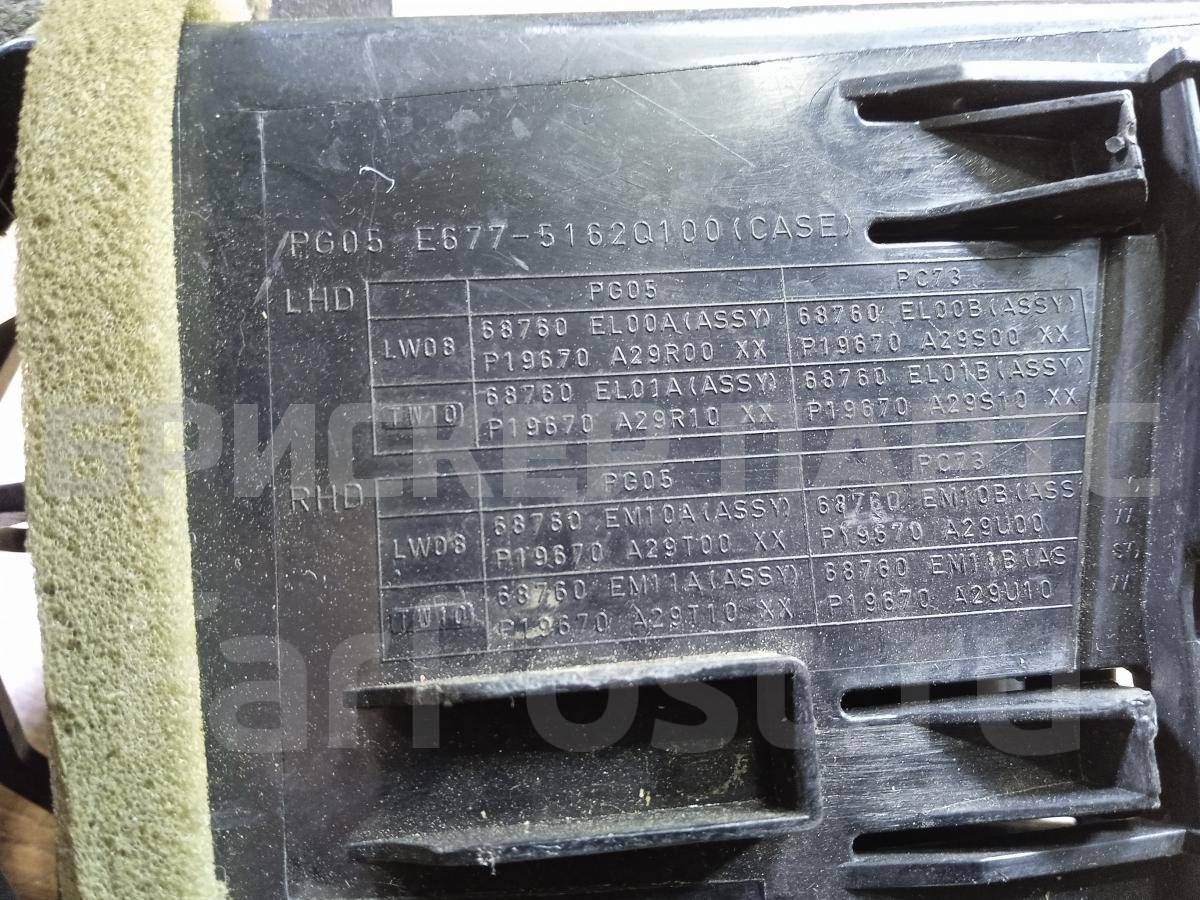 PG05 E677-5162Q100(CASE)
LHD
PG05 PC73
LW08 68760 EL00A(ASSY) 68760 EL00B(ASSY)
P19670 A29R00 XX P19670 A29S00 XX
TW10 68760 EL01A(ASSY) 68760 EL01B(ASSY)
P19670 A29R10 XX P19670 A29S10 XX
БРИСКЕР ПАРТС
RHD
PG05 PC73
LW08 68760 EM10A(ASSY) 68760 EM10B(ASS
P19670 A29T00 XX P19670 A29U00
TW10 68760 EM11A(ASSY) 68760 EM11B(AS
P19670 A29T10 XX P19670 A29U10